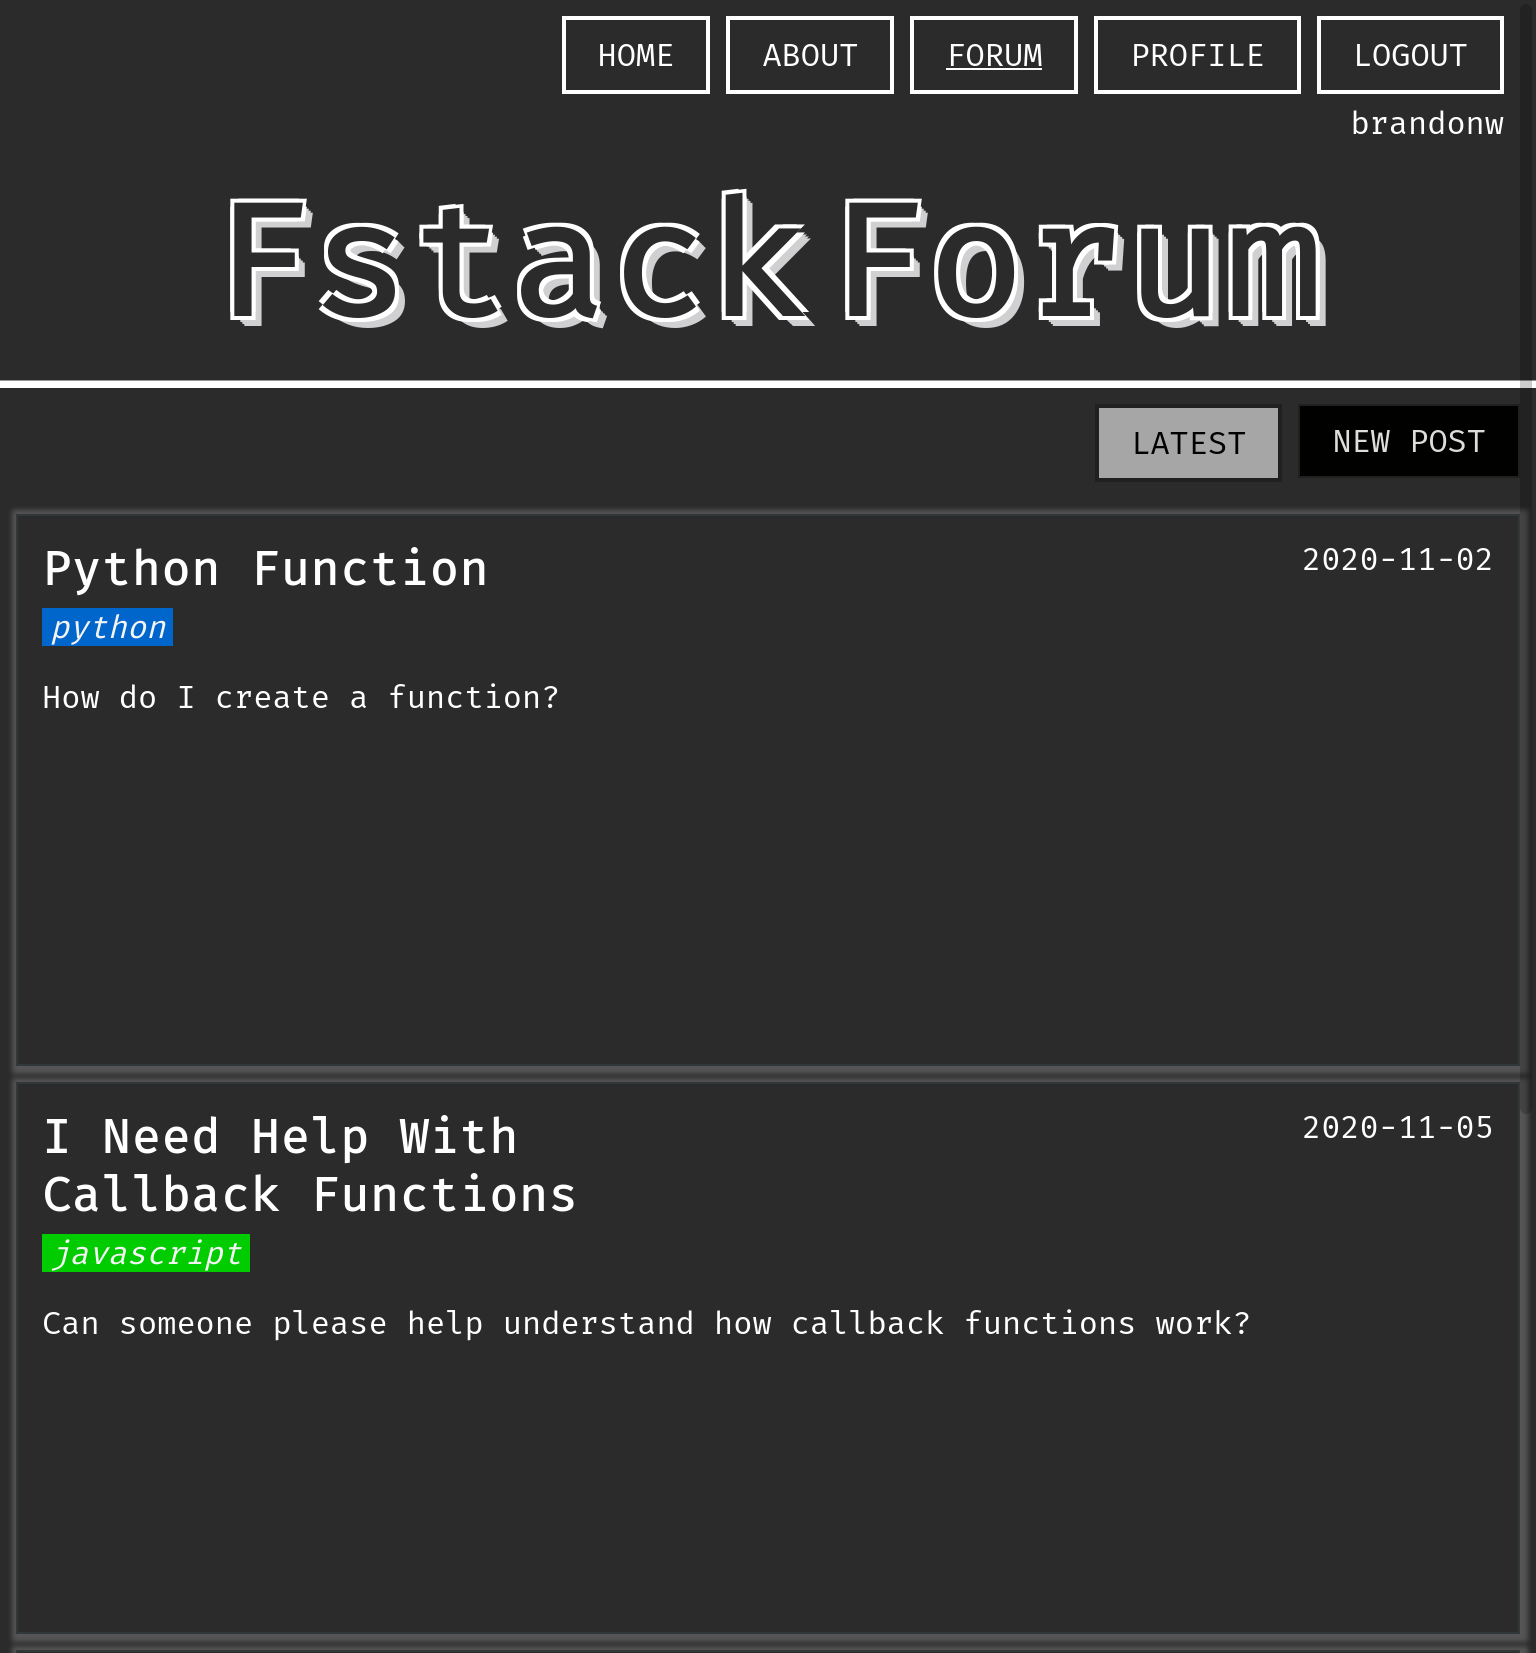 HOME ABOUT FORUM PROFILE LOGOUT
brandonw
Fstack Forum
LATEST NEW POST
Python Function 2020-11-02
python
How do I create a function?
I Need Help With 2020-11-05
Callback Functions
javascript
Can someone please help understand how callback functions work?